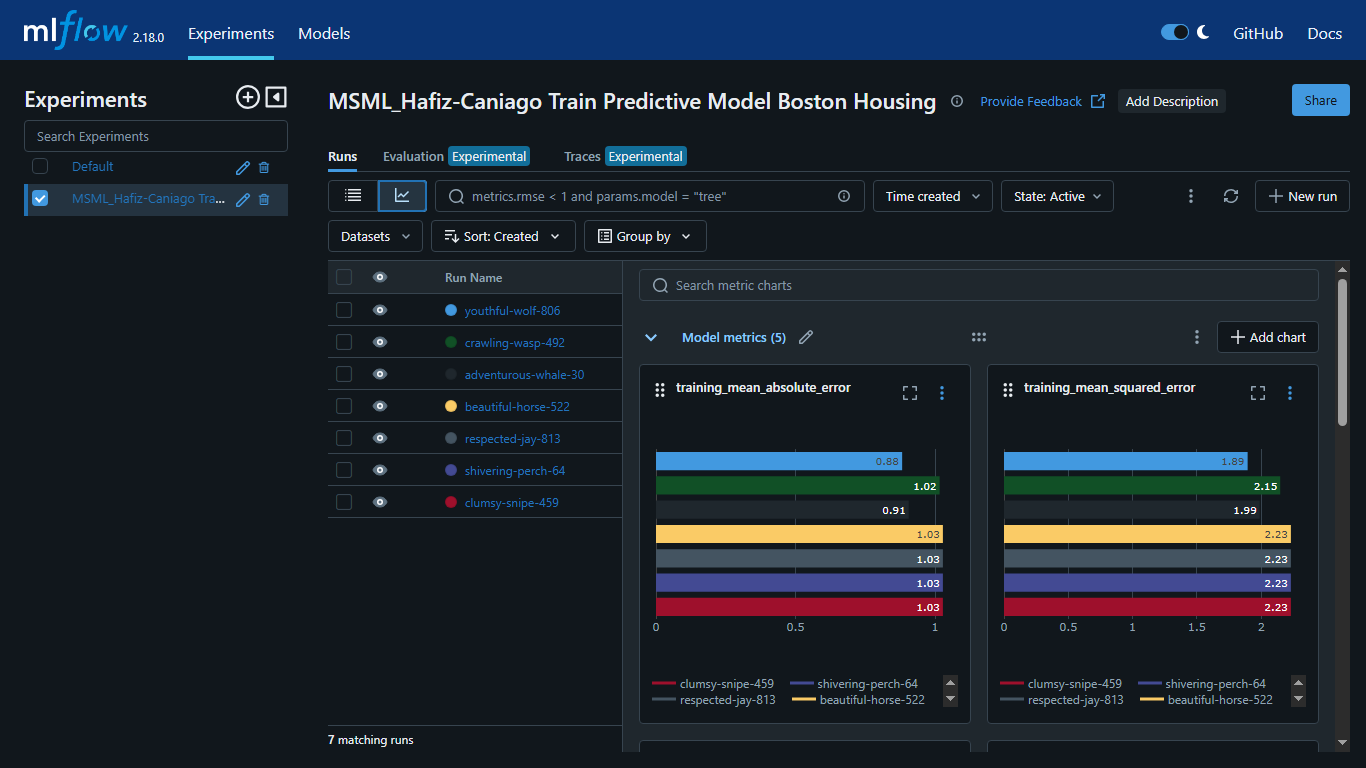 mlflow 2.18.0 Experiments Models GitHub Docs
Experiments
Search Experiments
Default
MSML_Hafiz-Caniago Tra...
MSML_Hafiz-Caniago Train Predictive Model Boston Housing Provide Feedback Add Description Share
Runs Evaluation Experimental Traces Experimental
metrics.rmse < 1 and params.model = "tree" Time created State: Active New run
Datasets Sort: Created Group by
Run Name
youthful-wolf-806
crawling-wasp-492
adventurous-whale-30
beautiful-horse-522
respected-jay-813
shivering-perch-64
clumsy-snipe-459
7 matching runs
Search metric charts
Model metrics (5) Add chart
training_mean_absolute_error
0.88
1.02
0.91
1.03
1.03
1.03
1.03
0 0.5 1
clumsy-snipe-459 shivering-perch-64
respected-jay-813 beautiful-horse-522
training_mean_squared_error
1.89
2.15
1.99
2.23
2.23
2.23
2.23
0 0.5 1 1.5 2
clumsy-snipe-459 shivering-perch-64
respected-jay-813 beautiful-horse-522